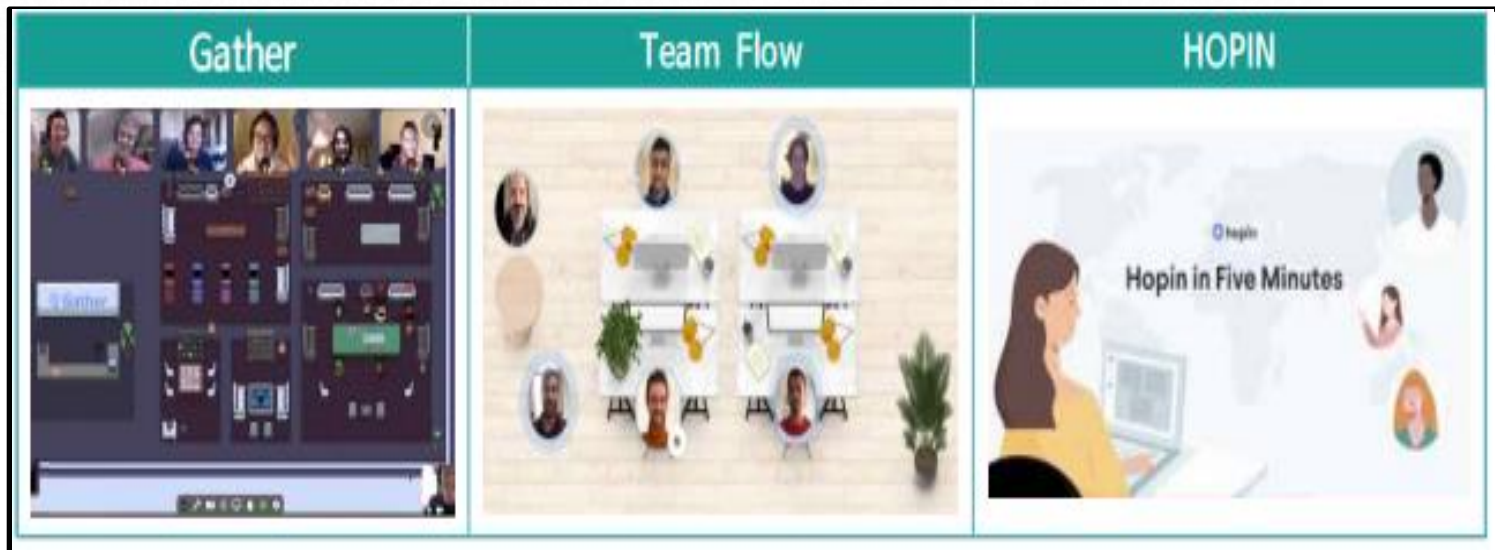 Gather
Team Flow
HOPIN
Gather
hopin
Hopin in Five Minutes